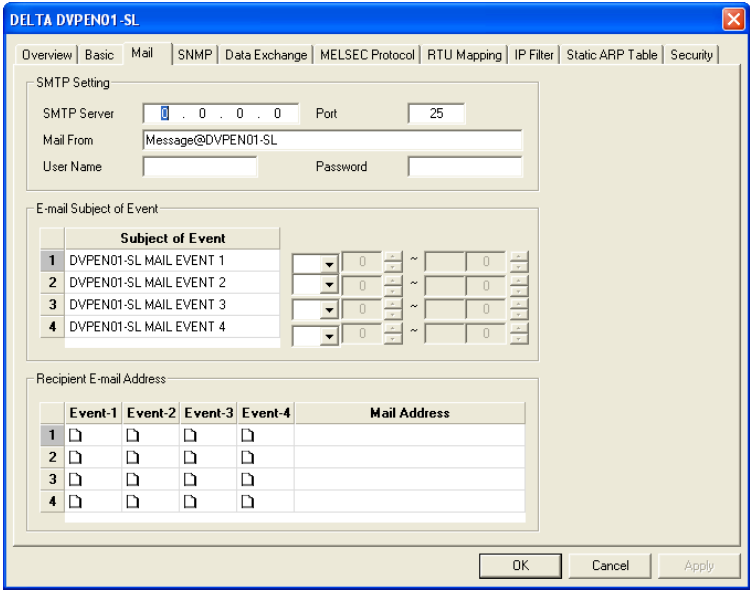 DELTA DVPEN01-SL
Overview Basic Mail SNMP Data Exchange MELSEC Protocol RTU Mapping IP Filter Static ARP Table Security
SMTP Setting
SMTP Server 0 . 0 . 0 . 0 Port 25
Mail From Message@DVPEN01-SL
User Name Password
E-mail Subject of Event
Subject of Event
1 DVPEN01-SL MAIL EVENT 1 0 ~ 0
2 DVPEN01-SL MAIL EVENT 2 0 ~ 0
3 DVPEN01-SL MAIL EVENT 3 0 ~ 0
4 DVPEN01-SL MAIL EVENT 4 0 ~ 0
Recipient E-mail Address
Event-1 Event-2 Event-3 Event-4 Mail Address
1
2
3
4
OK Cancel Apply